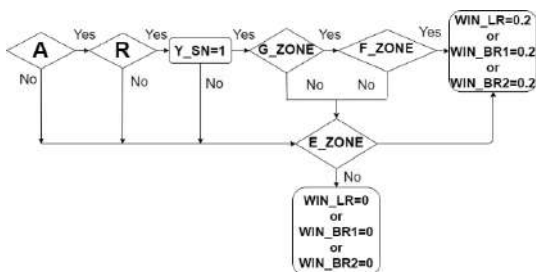 A
Yes
R
Yes
Y_SN=1
Yes
G_ZONE
Yes
F_ZONE
Yes
WIN_LR=0.2
or
WIN_BR1=0.2
or
WIN_BR2=0.2
No
No
No
No
No
E_ZONE
No
WIN_LR=0
or
WIN_BR1=0
or
WIN_BR2=0